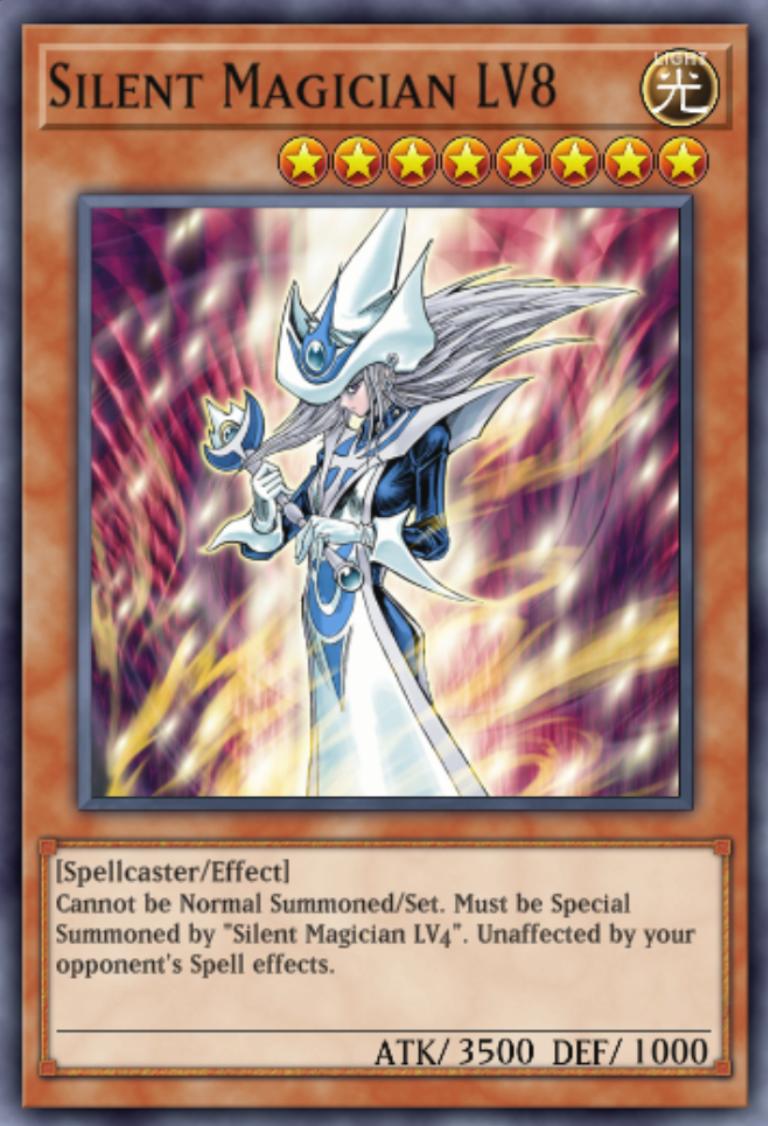 Silent Magician LV8
LIGHT
光
[Spellcaster/Effect]
Cannot be Normal Summoned/Set. Must be Special
Summoned by "Silent Magician LV4". Unaffected by your
opponent's Spell effects.
ATK/ 3500 DEF/ 1000